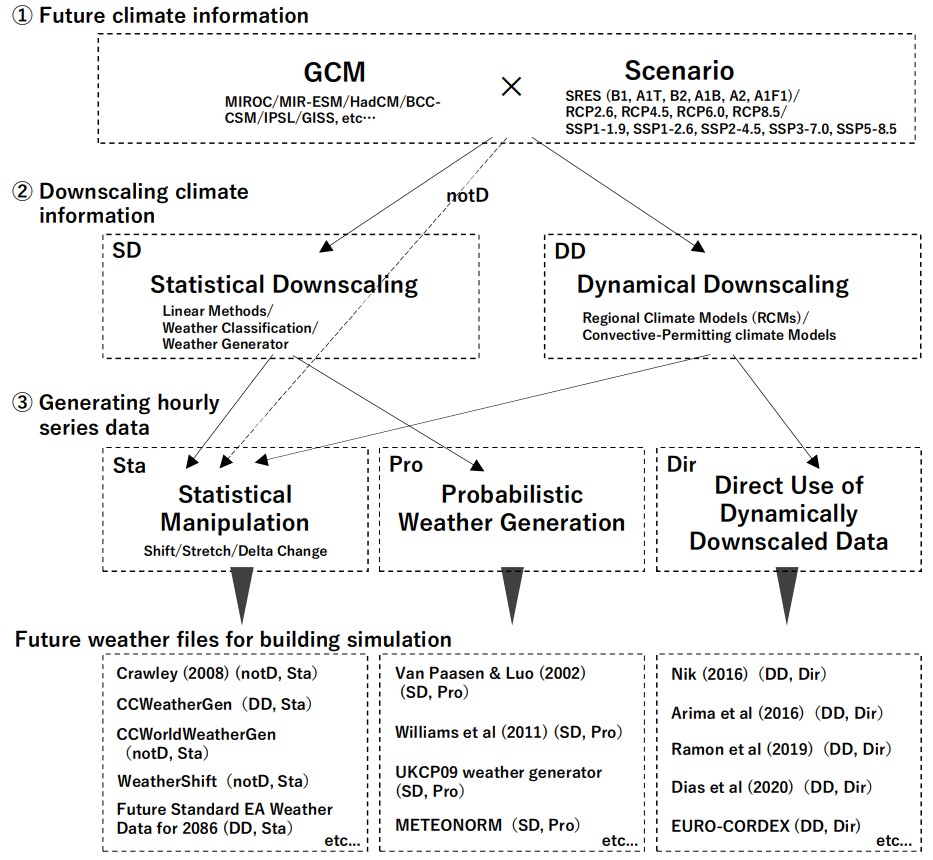 ① Future climate information
GCM
MIROC/MIR-ESM/HadCM/BCC-
CSM/IPSL/GISS, etc…
×
Scenario
SRES (B1, A1T, B2, A1B, A2, A1F1)/
RCP2.6, RCP4.5, RCP6.0, RCP8.5/
SSP1-1.9, SSP1-2.6, SSP2-4.5, SSP3-7.0, SSP5-8.5
② Downscaling climate
information
notD
SD
Statistical Downscaling
Linear Methods/
Weather Classification/
Weather Generator
DD
Dynamical Downscaling
Regional Climate Models (RCMs)/
Convective-Permitting climate Models
③ Generating hourly
series data
Sta
Statistical
Manipulation
Shift/Stretch/Delta Change
Pro
Probabilistic
Weather Generation
Dir
Direct Use of
Dynamically
Downscaled Data
Future weather files for building simulation
Crawley (2008) (notD, Sta)
CCWeatherGen (DD, Sta)
CCWorldWeatherGen
(notD, Sta)
WeatherShift (notD, Sta)
Future Standard EA Weather
Data for 2086 (DD, Sta)
etc...
Van Paasen & Luo (2002)
(SD, Pro)
Williams et al (2011) (SD, Pro)
UKCP09 weather generator
(SD, Pro)
METEONORM (SD, Pro)
etc...
Nik (2016) (DD, Dir)
Arima et al (2016) (DD, Dir)
Ramon et al (2019) (DD, Dir)
Dias et al (2020) (DD, Dir)
EURO-CORDEX (DD, Dir)
etc...